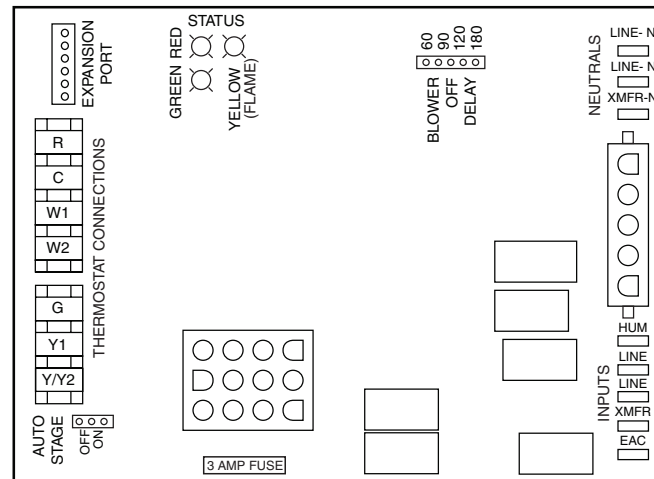 EXPANSION
PORT
STATUS
GREEN RED
YELLOW
(FLAME)
60
90
120
180
BLOWER
OFF
DELAY
NEUTRALS
LINE- N
LINE- N
XMFR-N
THERMOSTAT CONNECTIONS
R
C
W1
W2
G
Y1
Y/Y2
AUTO
STAGE
OFF
ON
3 AMP FUSE
INPUTS
HUM
LINE
LINE
XMFR
EAC